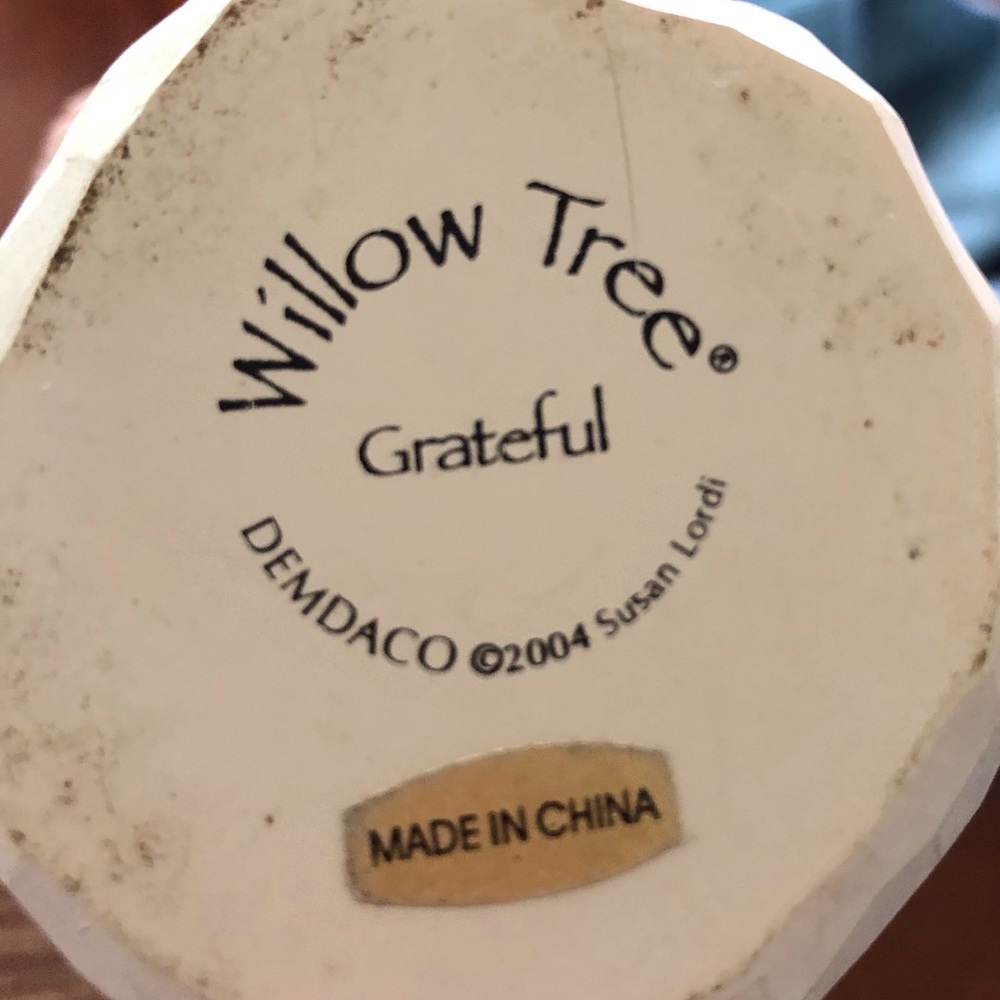 Willow Tree®
Grateful
DEMDACO ©2004 Susan Lordi
MADE IN CHINA